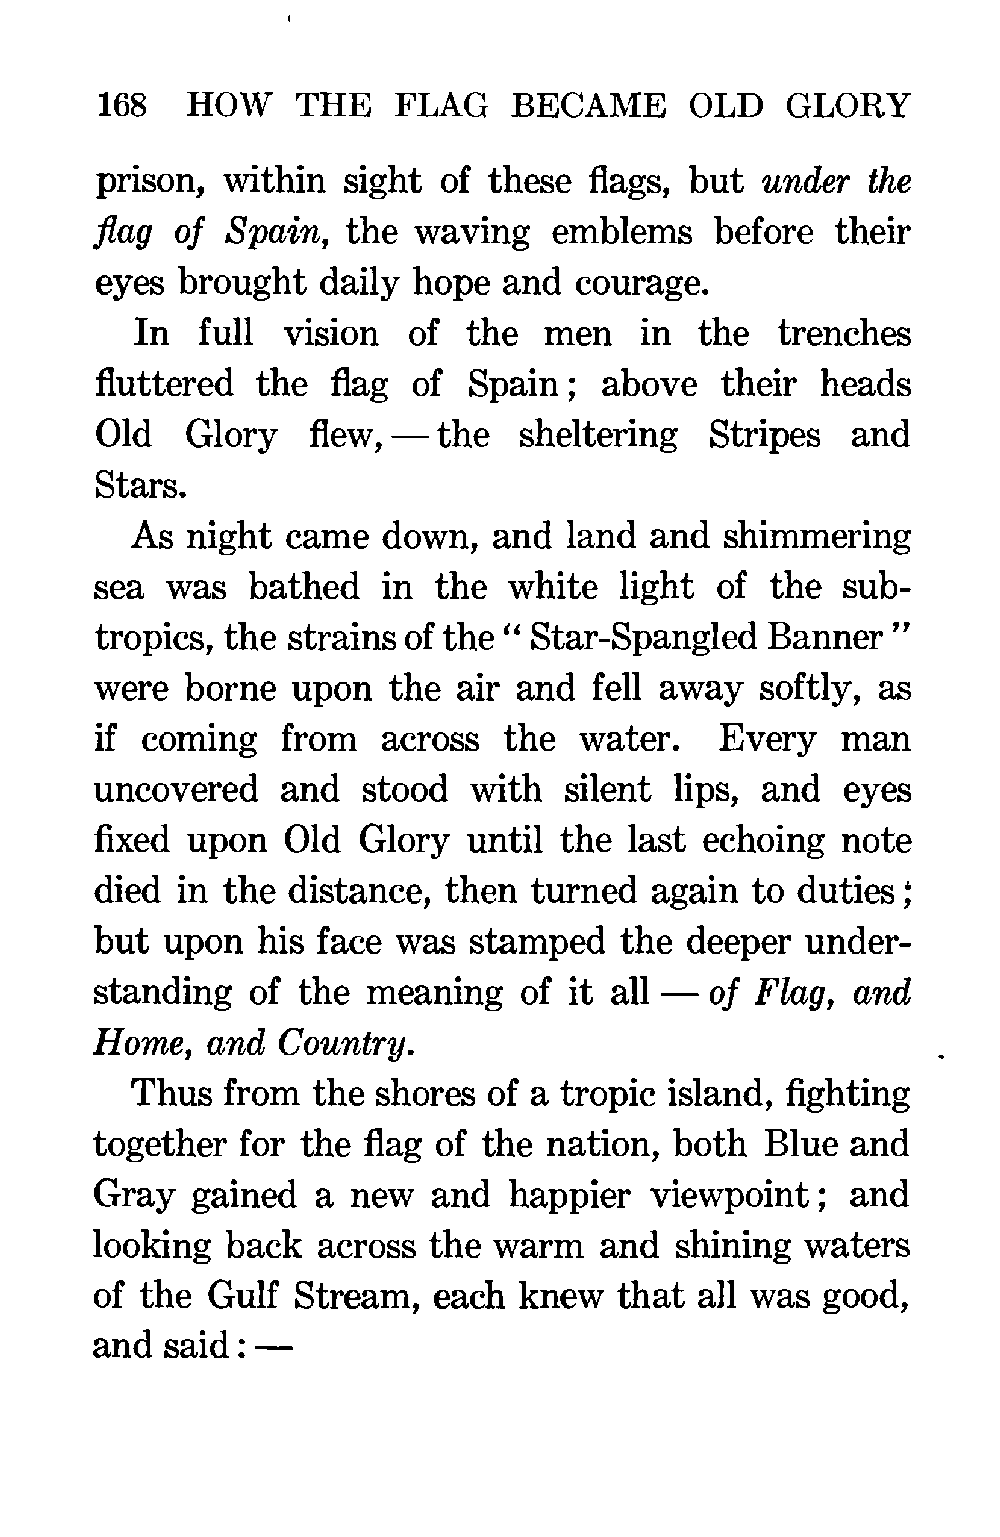 168 HOW THE FLAG BECAME OLD GLORY
prison, within sight of these flags, but under the
flag of Spain, the waving emblems before their
eyes brought daily hope and courage.
In full vision of the men in the trenches
fluttered the flag of Spain; above their heads
Old Glory flew, — the sheltering Stripes and
Stars.
As night came down, and land and shimmering
sea was bathed in the white light of the sub-
tropics, the strains of the "Star-Spangled Banner"
were borne upon the air and fell away softly, as
if coming from across the water. Every man
uncovered and stood with silent lips, and eyes
fixed upon Old Glory until the last echoing note
died in the distance, then turned again to duties;
but upon his face was stamped the deeper under-
standing of the meaning of it all — of Flag, and
Home, and Country.
Thus from the shores of a tropic island, fighting
together for the flag of the nation, both Blue and
Gray gained a new and happier viewpoint; and
looking back across the warm and shining waters
of the Gulf Stream, each knew that all was good,
and said: —